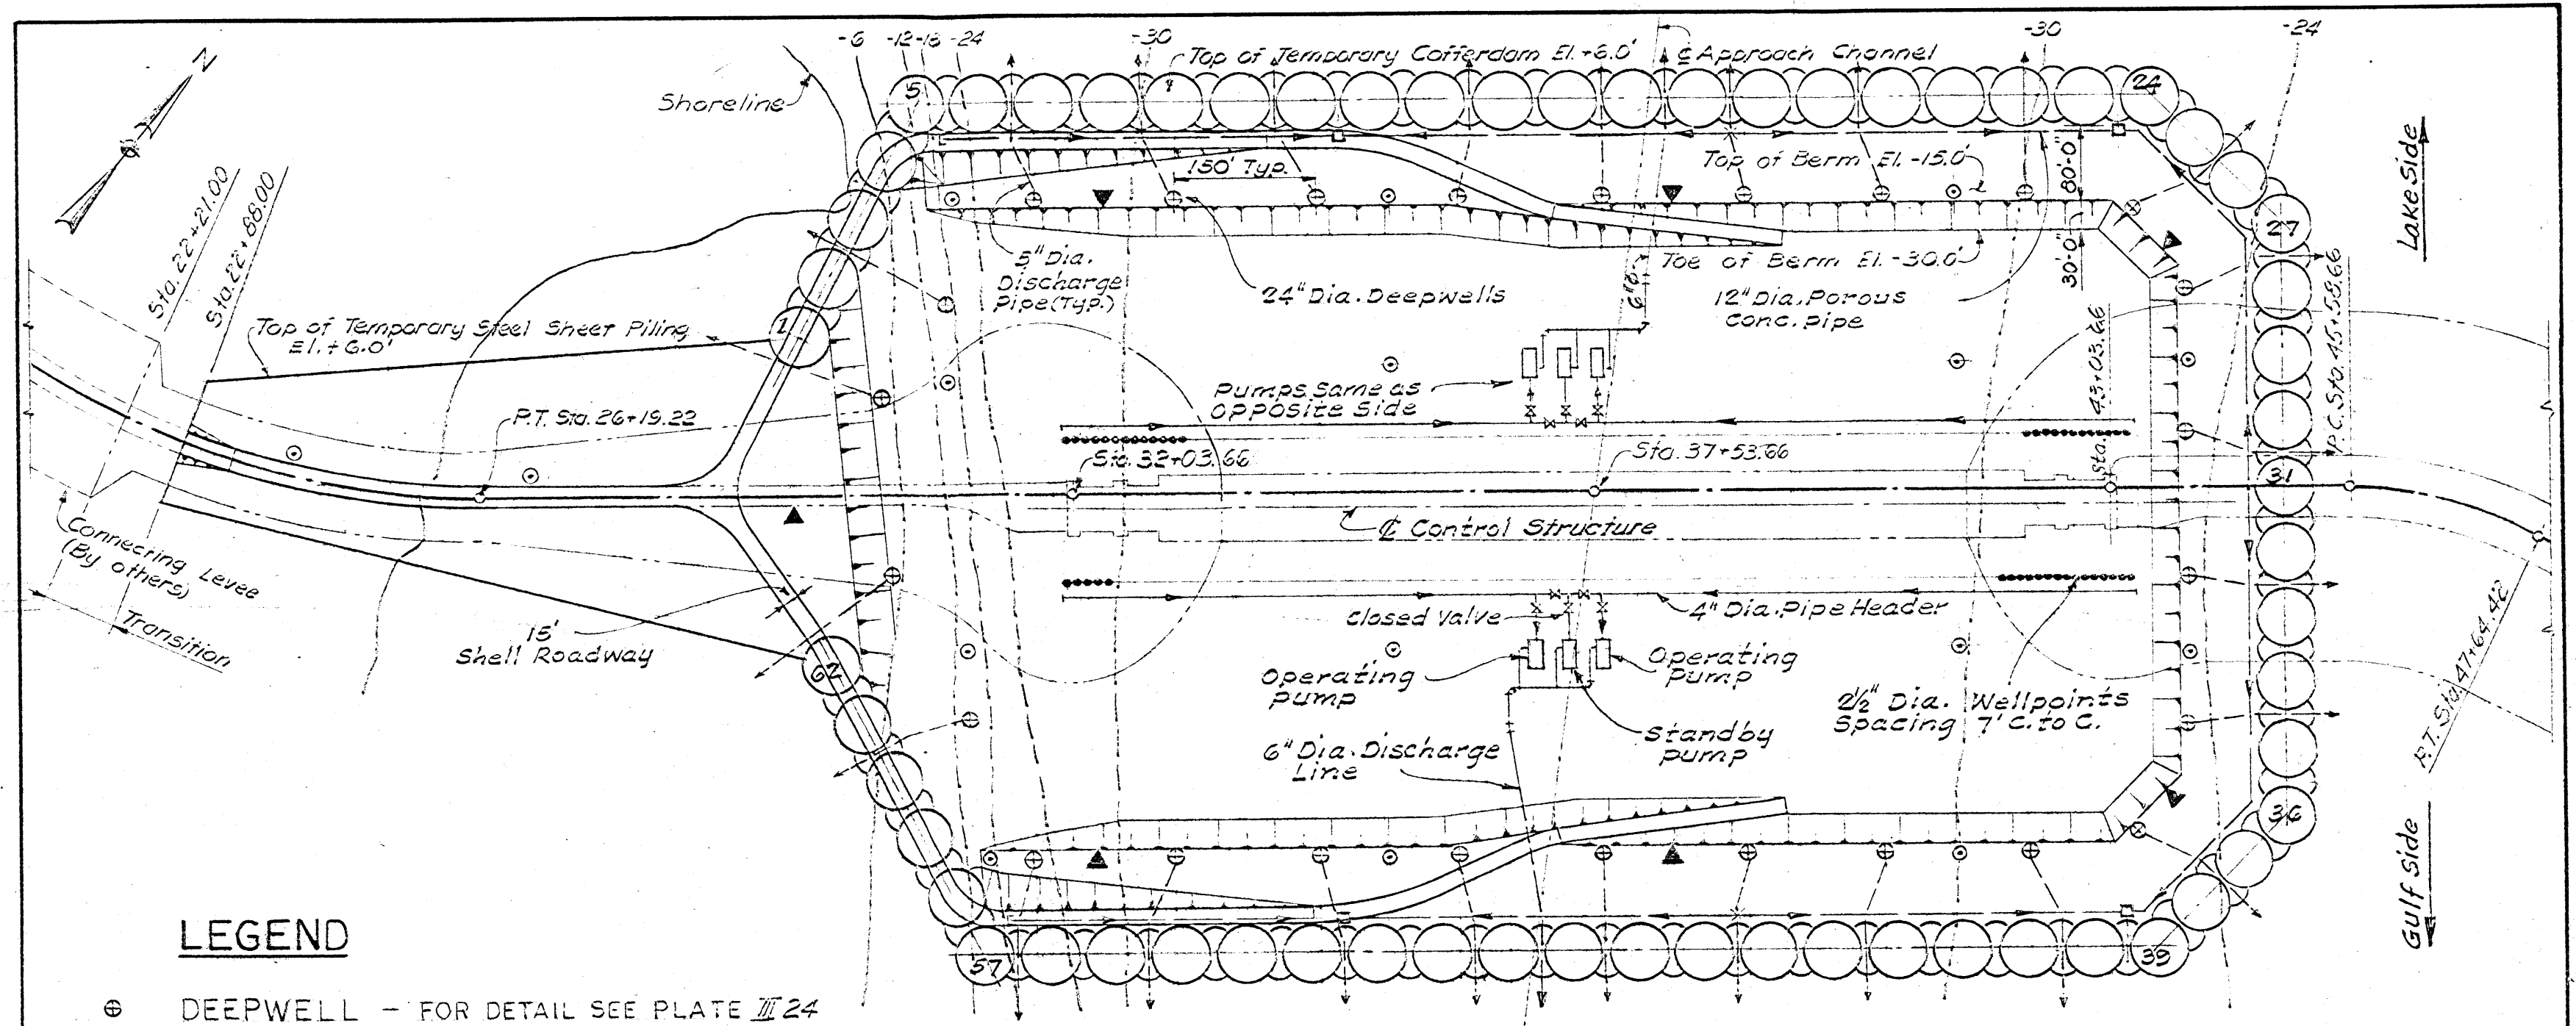 -6 -12 -18 -24
-30
-30
-24
N
Top of Temporary Cofferdam El. +6.0'
℄ Approach Channel
Shoreline
5
24
Top of Berm El. -15.0'
150' Typ.
80'-0"
Lake Side
Sta. 22+21.00
Sta. 22+88.00
27
5" Dia.
Discharge
Pipe (Typ.)
24" Dia. Deepwells
Toe of Berm El. -30.0'
30'-0"
12" Dia. Porous
Conc. Pipe
6" D.
Top of Temporary Steel Sheet Piling
El. + 6.0'
1
Sta. 43+03.66
P.C. Sta. 45+58.66
Pumps Same as
Opposite Side
P.T. Sta. 26+19.22
Sta. 32+03.66
Sta. 37+53.66
31
℄ Control Structure
Connecting Levee
(By others)
Transition
15'
Shell Roadway
62
Closed Valve
4" Dia. Pipe Header
Operating
Pump
Operating
Pump
Standby
Pump
2½" Dia. Wellpoints
Spacing 7' C. to C.
P.T. Sta. 47+64.42
6" Dia. Discharge
Line
36
Gulf Side
57
39
LEGEND
⊕ DEEPWELL – FOR DETAIL SEE PLATE III 24